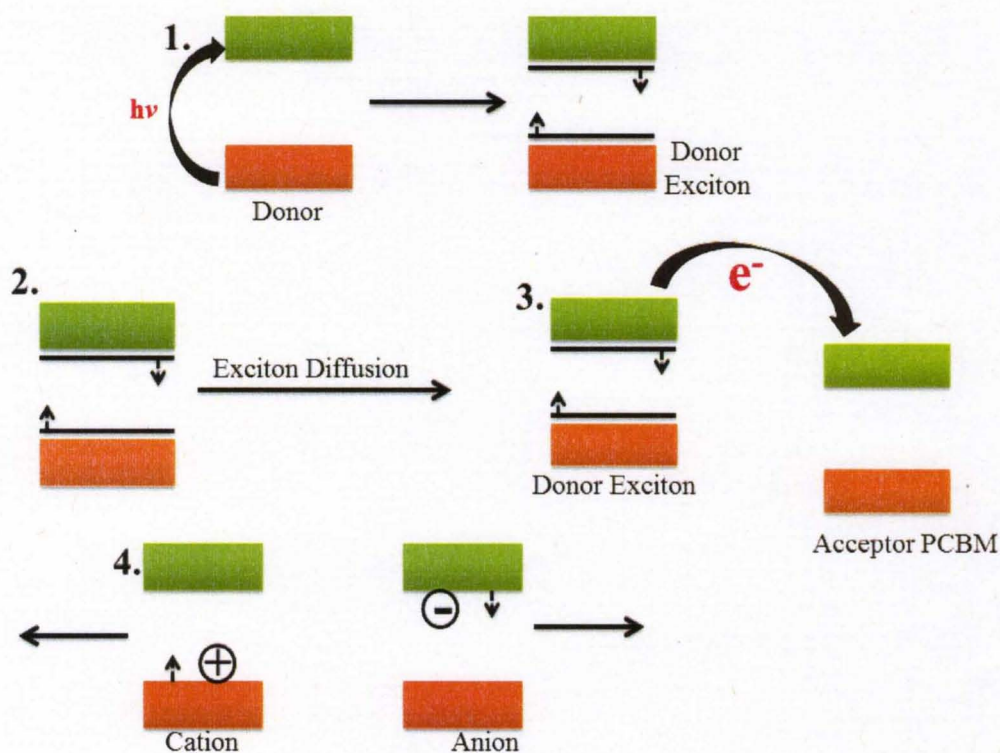 1.
hν
Donor
Donor
Exciton
2.
Exciton Diffusion
3.
e-
Donor Exciton
Acceptor PCBM
4.
-
+
Cation
Anion